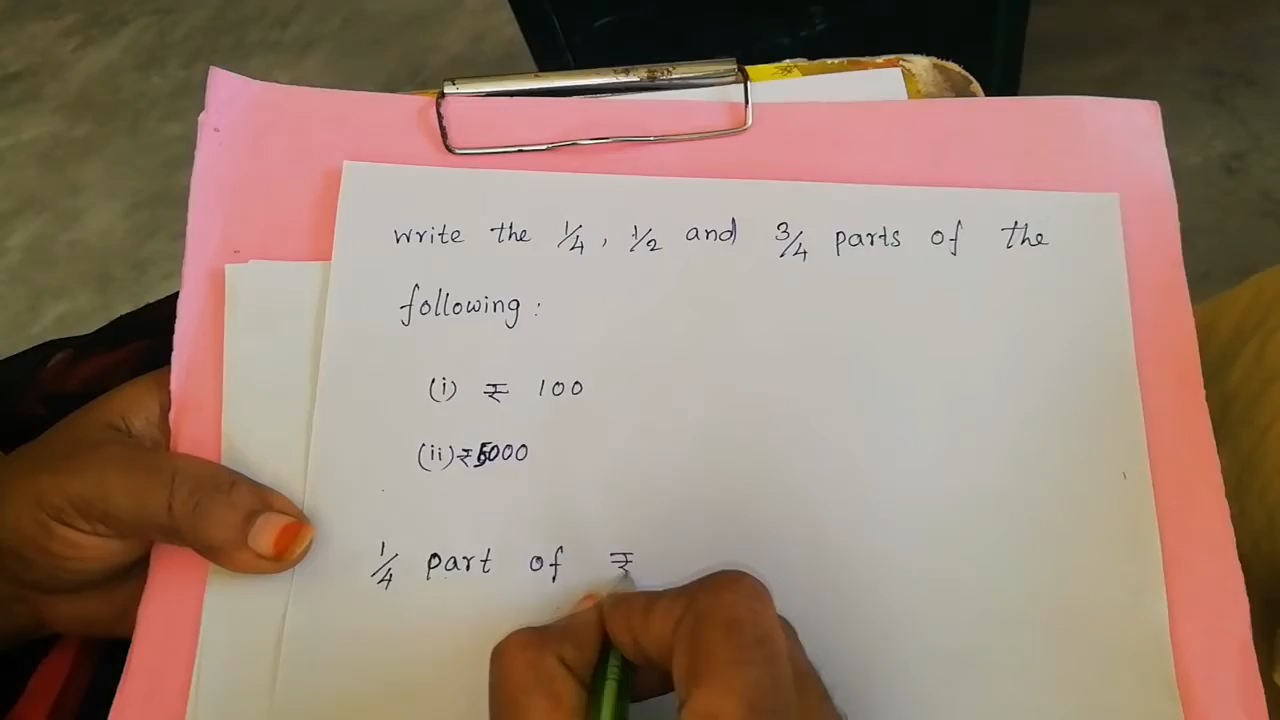 Write the 1/4, 1/2 and 3/4 parts of the
following:
(i) ₹ 100
(ii) ₹5000
1/4 part of ₹